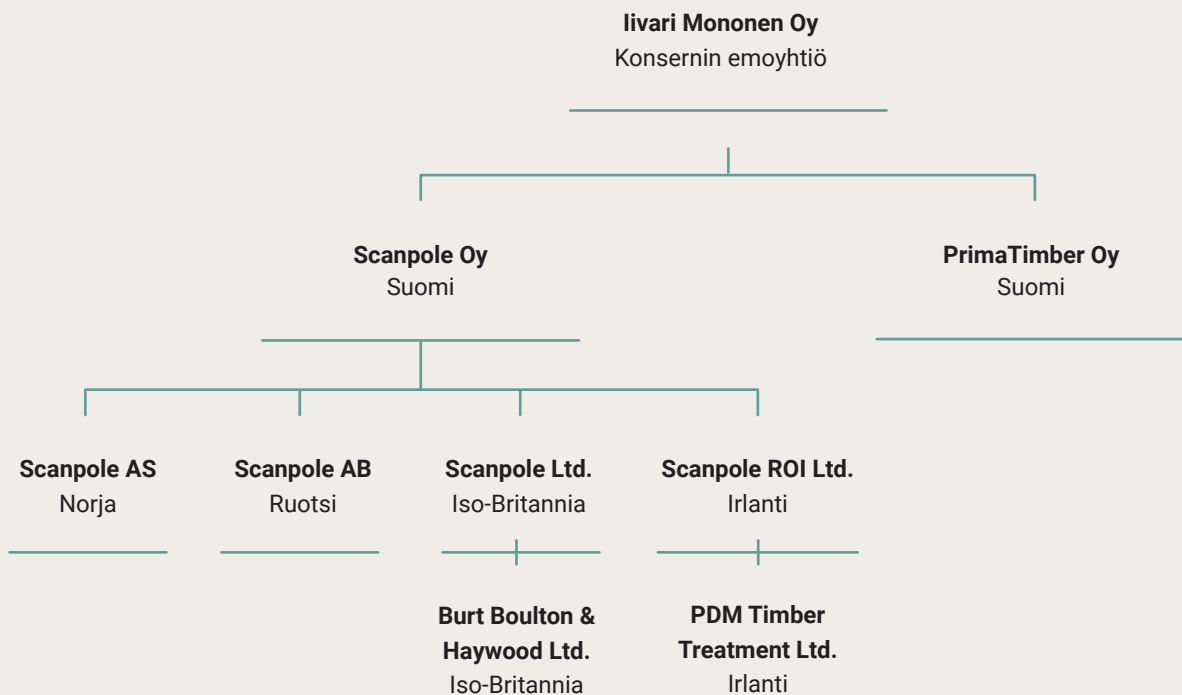 Iivari Mononen Oy
Konsernin emoyhtiö
Scanpole Oy
Suomi
PrimaTimber Oy
Suomi
Scanpole AS
Norja
Scanpole AB
Ruotsi
Scanpole Ltd.
Iso-Britannia
Scanpole ROI Ltd.
Irlanti
Burt Boulton &
Haywood Ltd.
Iso-Britannia
PDM Timber
Treatment Ltd.
Irlanti